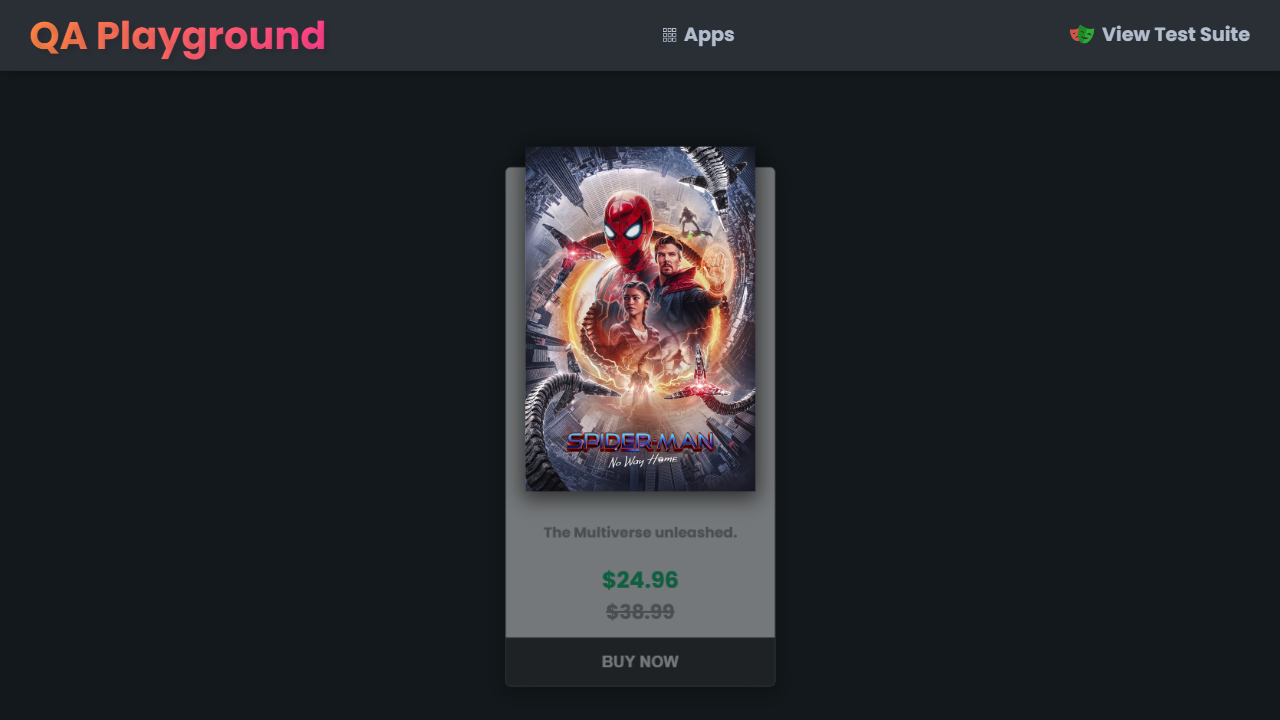 QA Playground
Apps
View Test Suite
SPIDER-MAN
No Way Home
The Multiverse unleashed.
$24.96
$38.99
BUY NOW